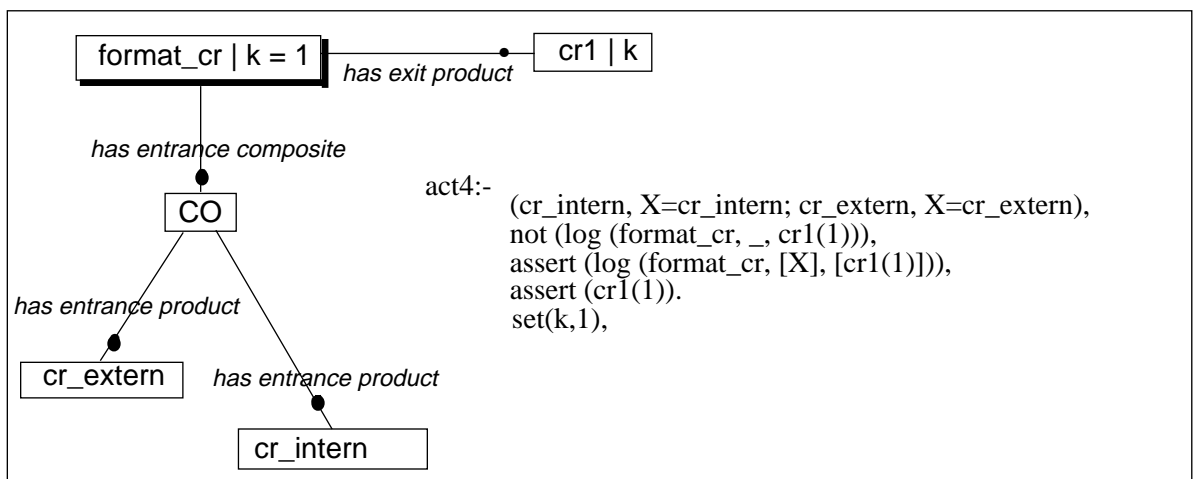 format_cr | k = 1
has exit product
cr1 | k
has entrance composite
CO
has entrance product
cr_extern
has entrance product
cr_intern
act4:-
(cr_intern, X=cr_intern; cr_extern, X=cr_extern),
not (log (format_cr, _, cr1(1))),
assert (log (format_cr, [X], [cr1(1)])),
assert (cr1(1)).
set(k,1),